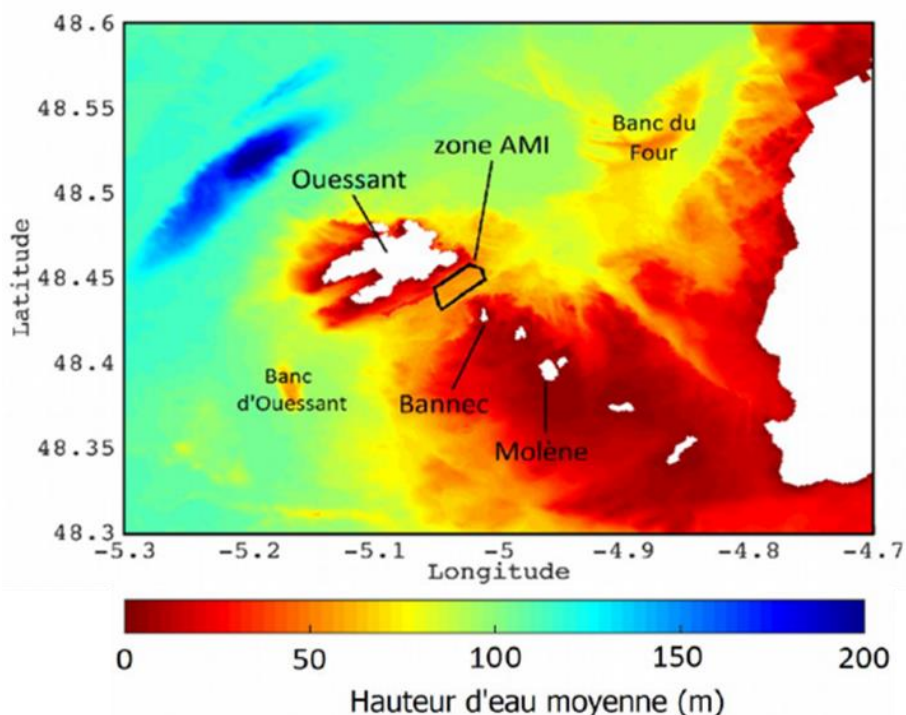 48.6
48.55
48.5
48.45
48.4
48.35
48.3
Latitude
Banc du
Four
zone AMI
Ouessant
Banc
d'Ouessant
Bannec
Molène
-5.3 -5.2 -5.1 -5 -4.9 -4.8 -4.7
Longitude
0 50 100 150 200
Hauteur d'eau moyenne (m)